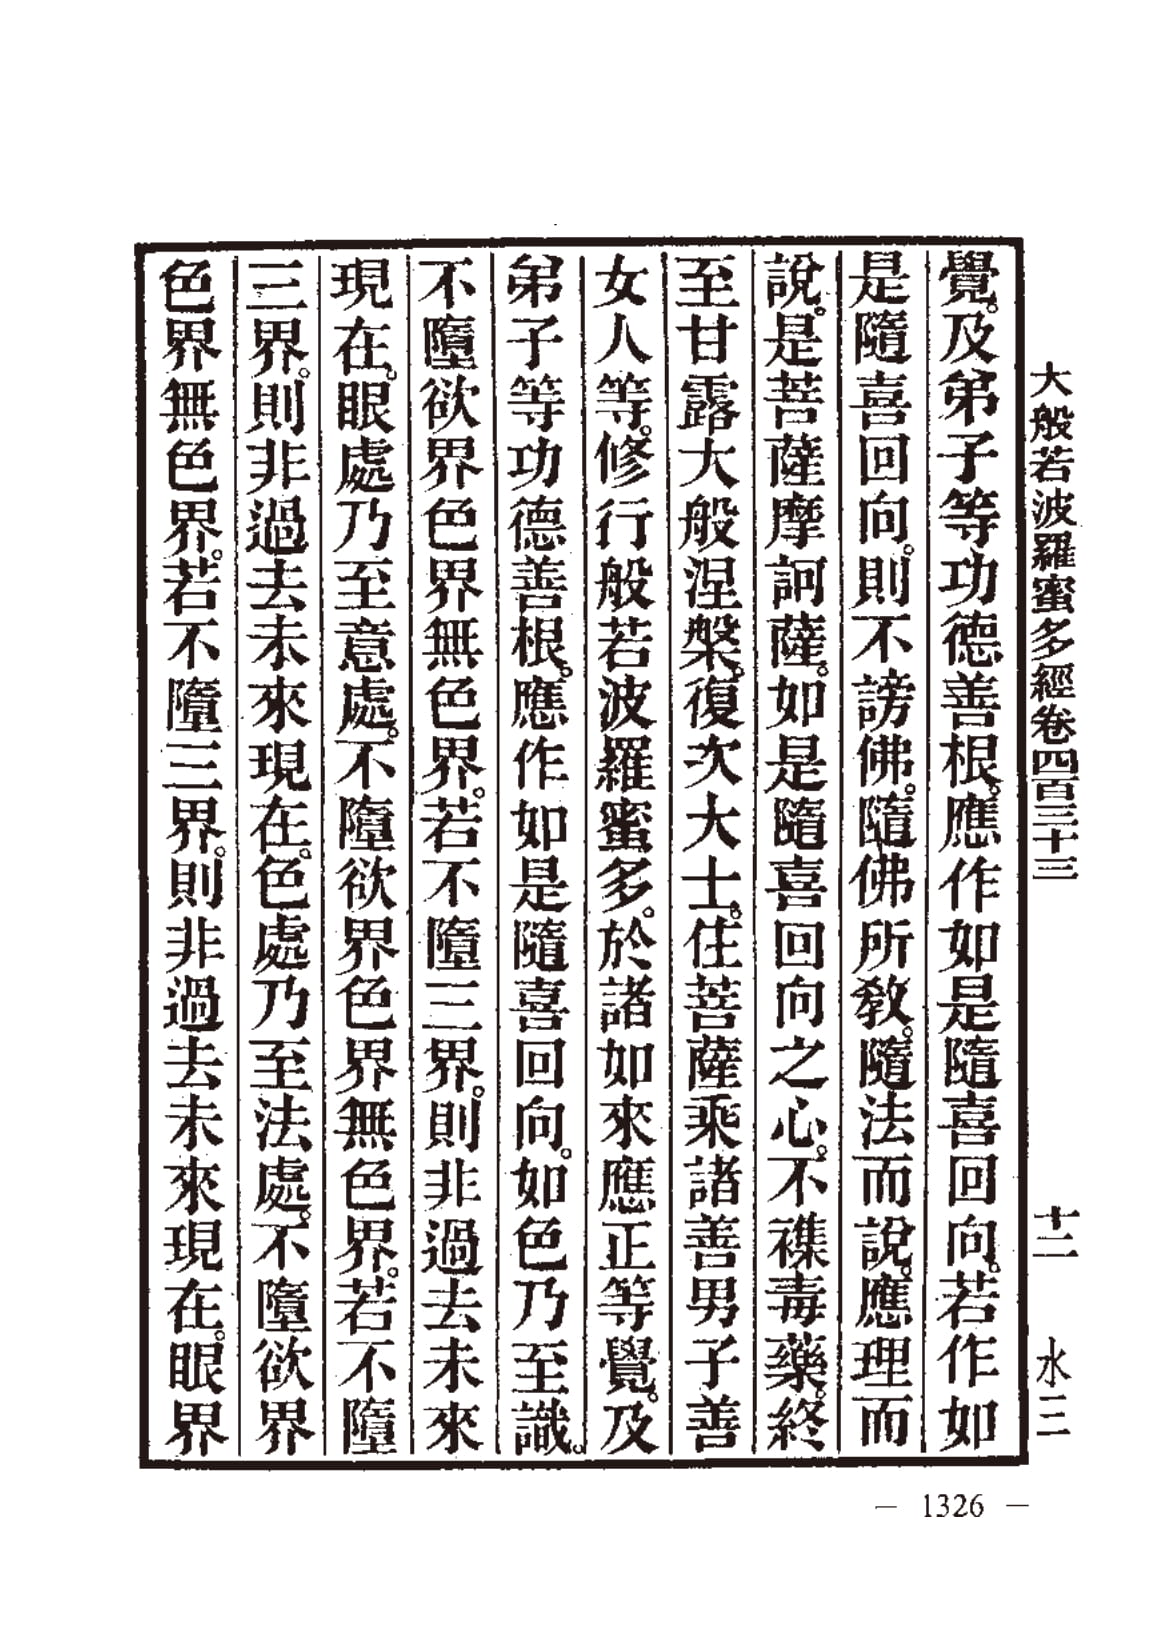 大般若波羅蜜多經卷四百三十三　十二　水三
覺。及弟子等功德善根。應作如是隨喜回向。若作如
是隨喜回向。則不謗佛。隨佛所教。隨法而說。應理而
說。是菩薩摩訶薩。如是隨喜回向之心。不襍毒藥。終
至甘露大般涅槃。復次大士。住菩薩乘諸善男子善
女人等。修行般若波羅蜜多。於諸如來應正等覺。及
弟子等功德善根。應作如是隨喜回向。如色乃至識。
不墮欲界色界無色界。若不墮三界。則非過去未來
現在。眼處乃至意處。不墮欲界色界無色界。若不墮
三界。則非過去未來現在。色處乃至法處。不墮欲界
色界無色界。若不墮三界。則非過去未來現在。眼界
— 1326 —